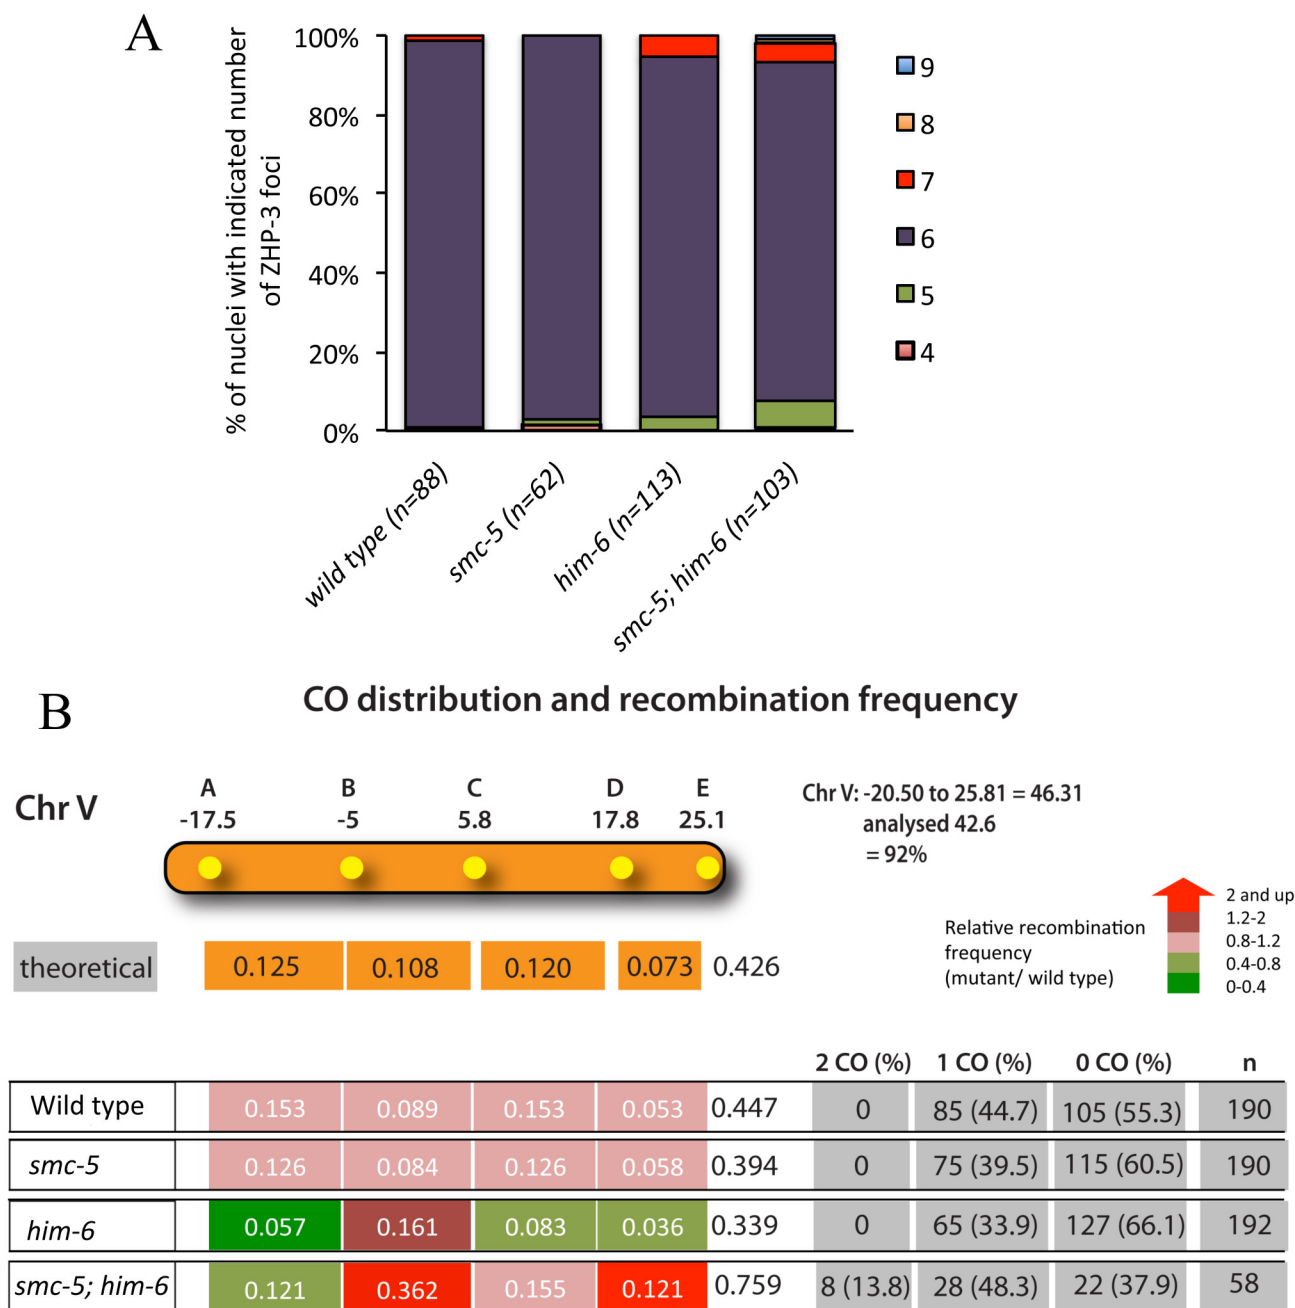 A
% of nuclei with indicated number
of ZHP-3 foci
100%
80%
60%
40%
20%
0%
9
8
7
6
5
4
wild type (n=88)
smc-5 (n=62)
him-6 (n=113)
smc-5; him-6 (n=103)
B
CO distribution and recombination frequency
Chr V
A B C D E
-17.5 -5 5.8 17.8 25.1
Chr V: -20.50 to 25.81 = 46.31
analysed 42.6
= 92%
Relative recombination
frequency
(mutant/ wild type)
2 and up
1.2-2
0.8-1.2
0.4-0.8
0-0.4
theoretical 0.125 0.108 0.120 0.073 0.426
2 CO (%) 1 CO (%) 0 CO (%) n
Wild type 0.153 0.089 0.153 0.053 0.447 0 85 (44.7) 105 (55.3) 190
smc-5 0.126 0.084 0.126 0.058 0.394 0 75 (39.5) 115 (60.5) 190
him-6 0.057 0.161 0.083 0.036 0.339 0 65 (33.9) 127 (66.1) 192
smc-5; him-6 0.121 0.362 0.155 0.121 0.759 8 (13.8) 28 (48.3) 22 (37.9) 58